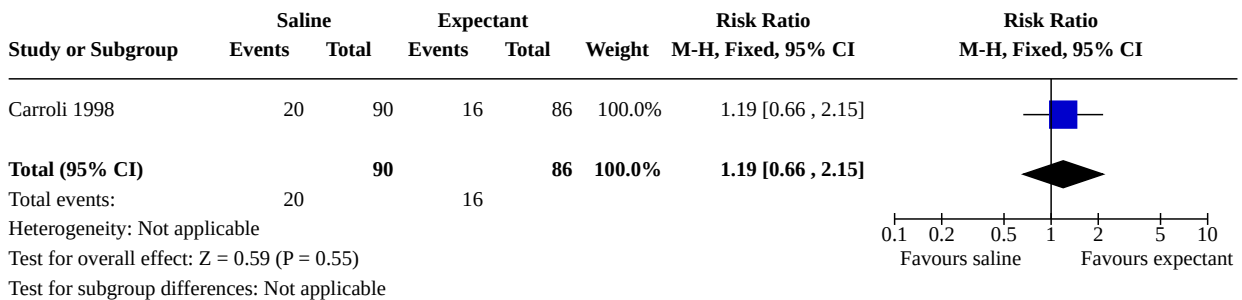 Saline Expectant Risk Ratio Risk Ratio
Study or Subgroup Events Total Events Total Weight M-H, Fixed, 95% CI M-H, Fixed, 95% CI
Carroli 1998 20 90 16 86 100.0% 1.19 [0.66 , 2.15]
Total (95% CI) 90 86 100.0% 1.19 [0.66 , 2.15]
Total events: 20 16
Heterogeneity: Not applicable
0.1 0.2 0.5 1 2 5 10
Test for overall effect: Z = 0.59 (P = 0.55) Favours saline Favours expectant
Test for subgroup differences: Not applicable